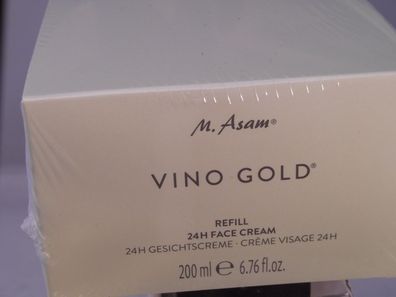 M. Asam®
VINO GOLD®
REFILL
24H FACE CREAM
24H GESICHTSCREME · CRÈME VISAGE 24H
200 ml ℮ 6.76 fl.oz.